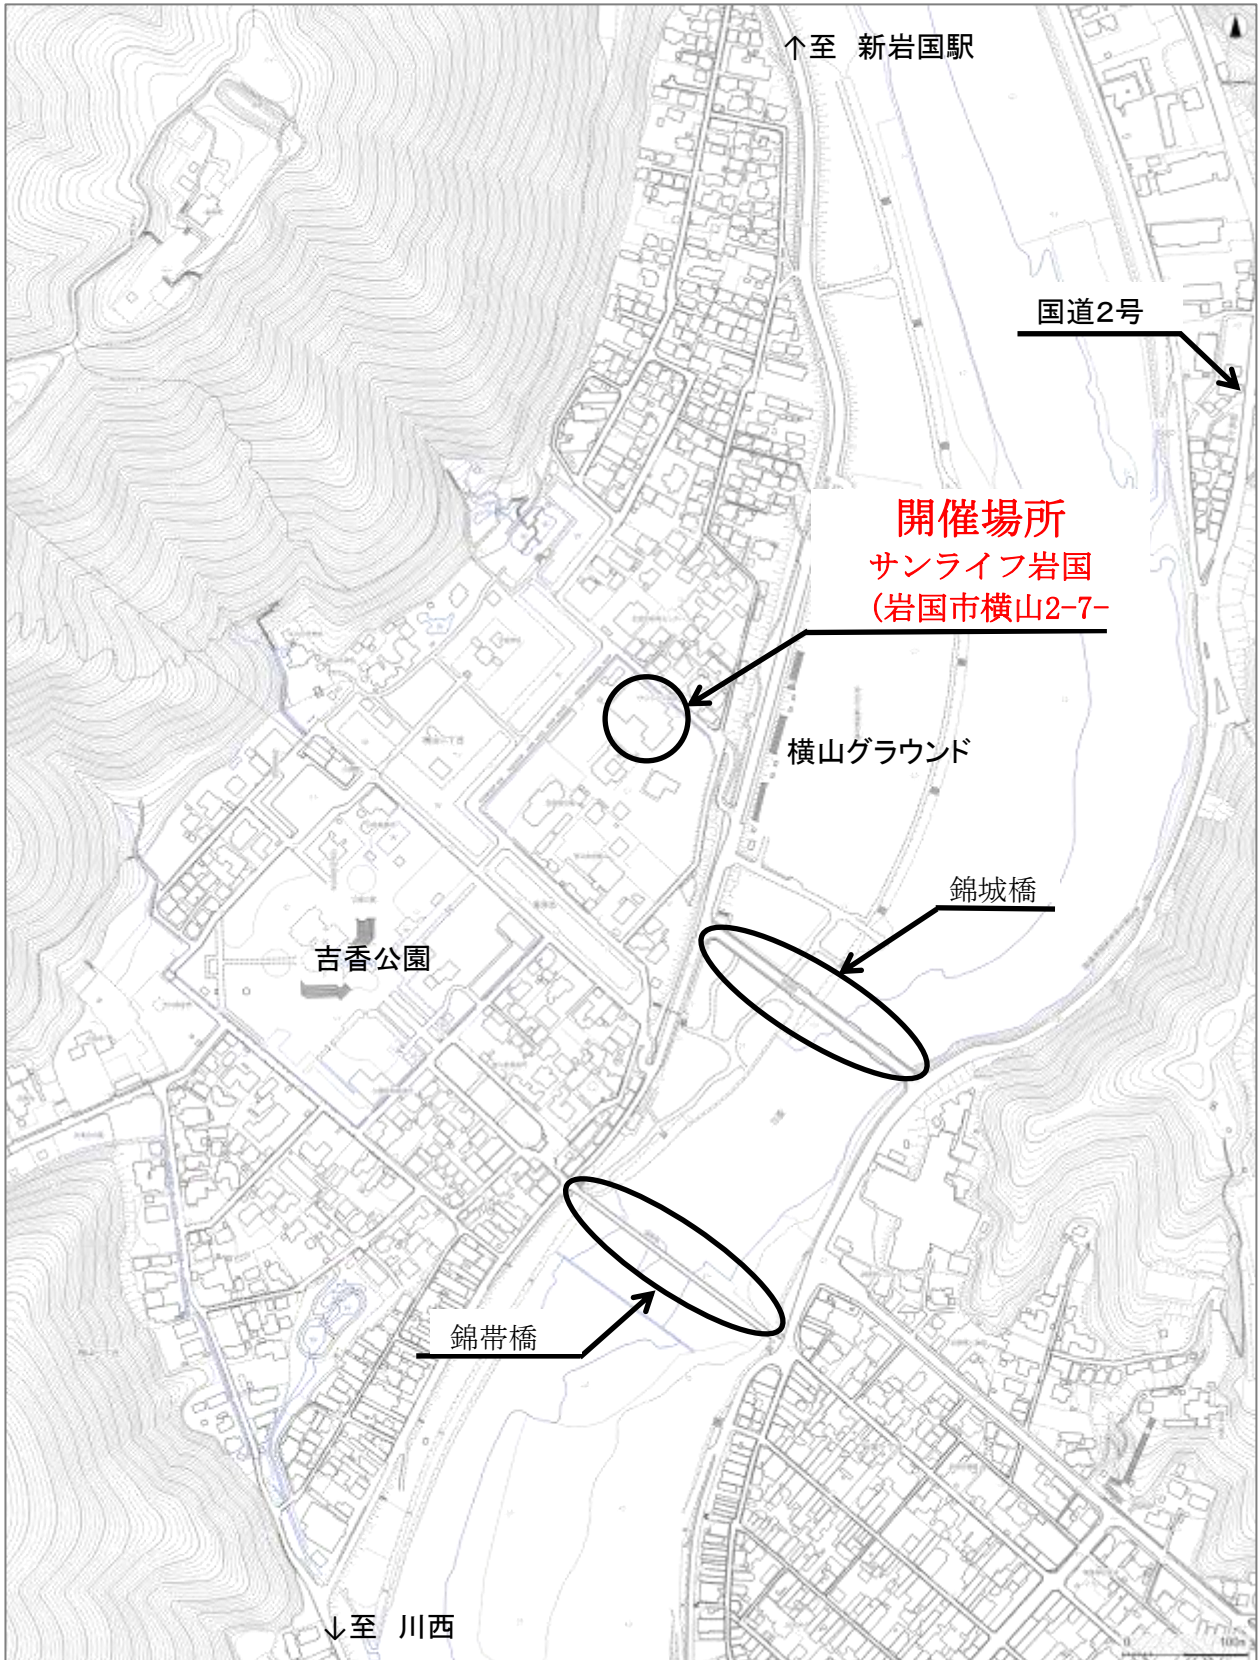 ↑至 新岩国駅
国道2号
開催場所
サンライフ岩国
(岩国市横山2-7-
横山グラウンド
錦城橋
吉香公園
錦帯橋
↓至 川西
0 100m